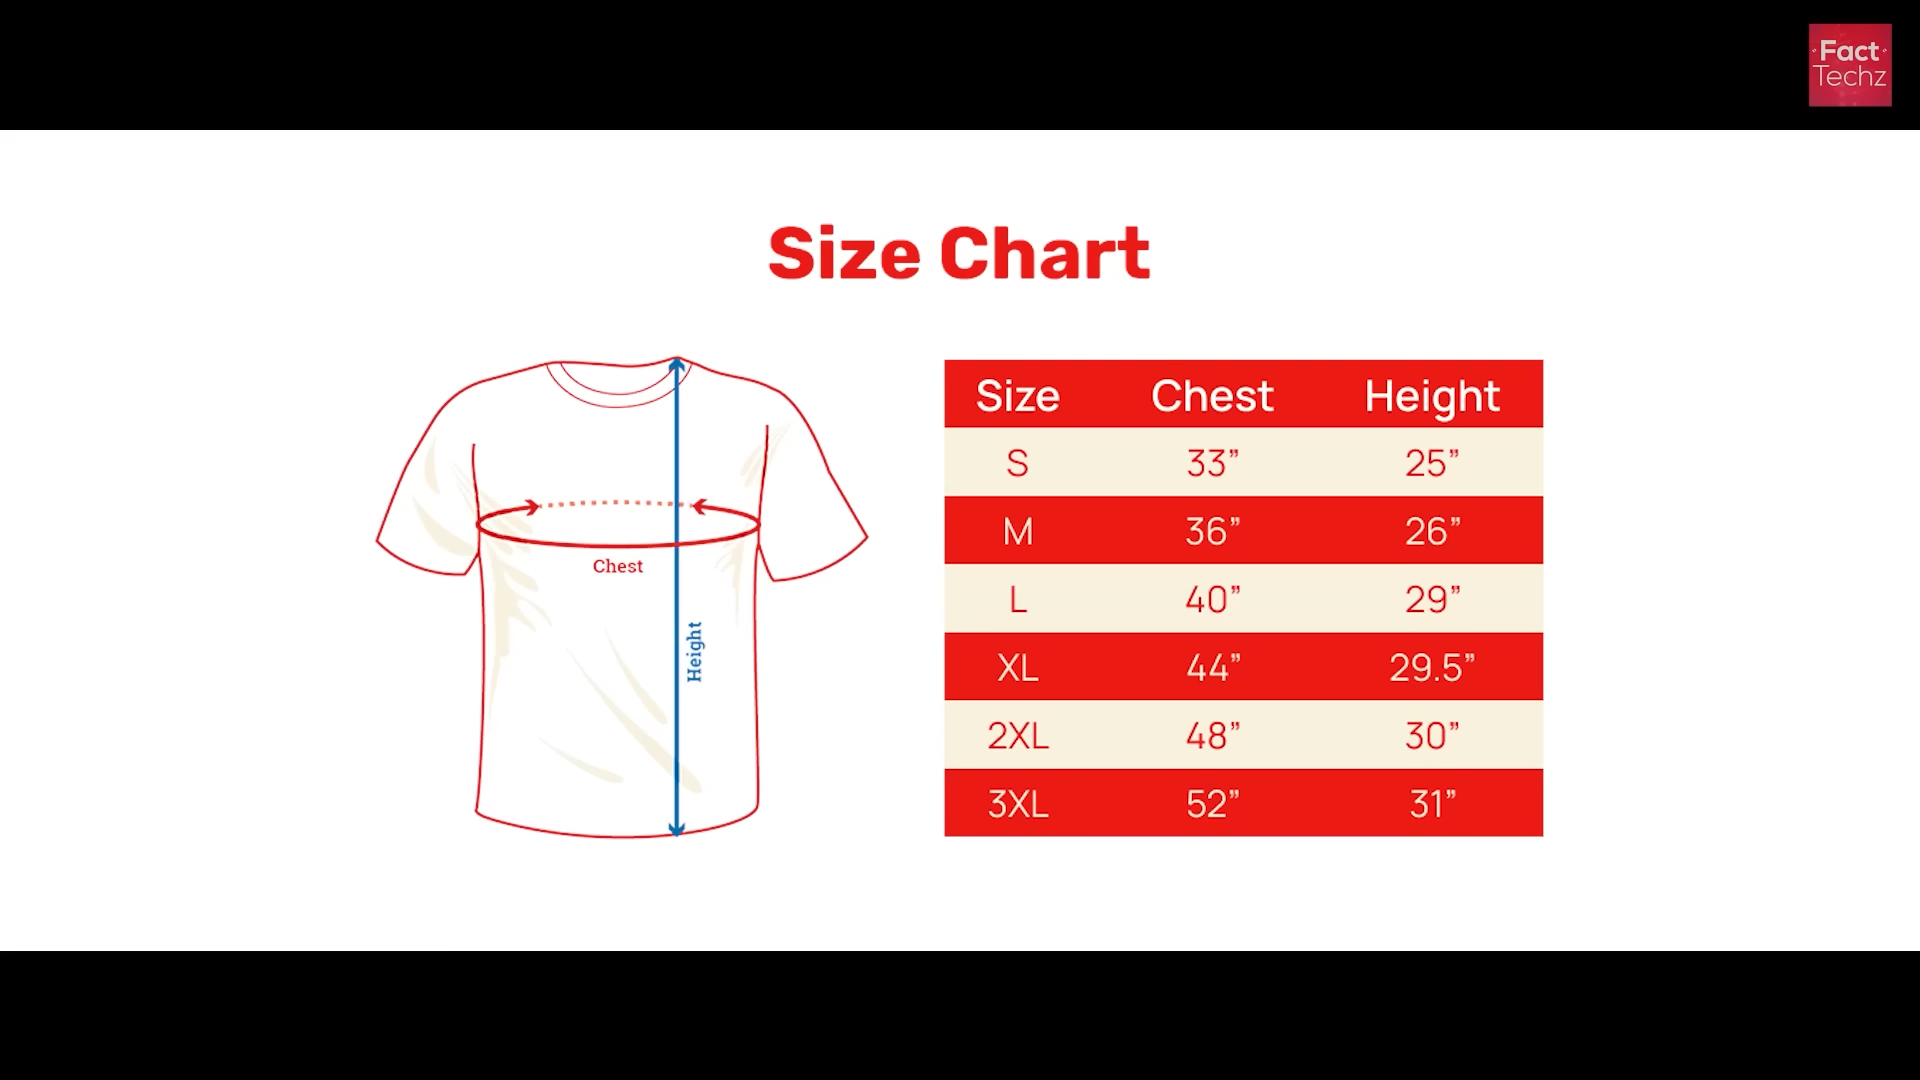 Fact
Techz
Size Chart
Chest
Height
Size Chest Height
S 33” 25”
M 36” 26”
L 40” 29”
XL 44” 29.5”
2XL 48” 30”
3XL 52” 31”